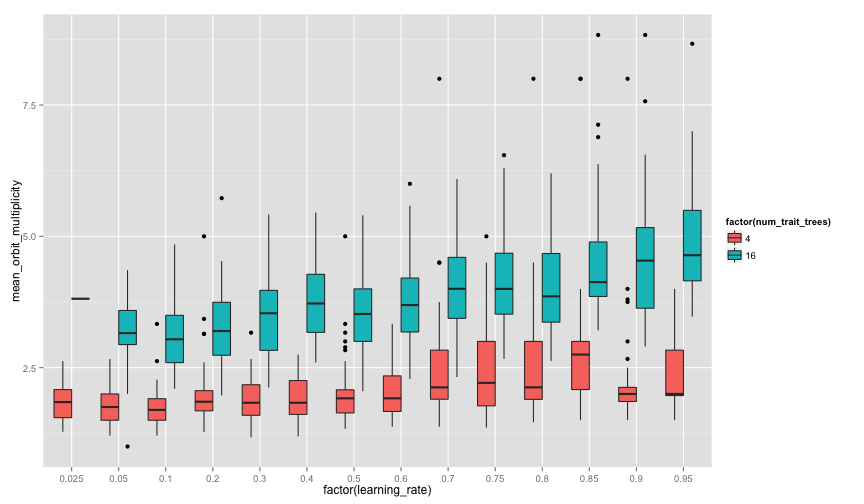 mean_orbit_multiplicity
7.5
5.0
2.5
0.025 0.05 0.1 0.2 0.3 0.4 0.5 0.6 0.7 0.75 0.8 0.85 0.9 0.95
factor(learning_rate)
factor(num_trait_trees)
4
16